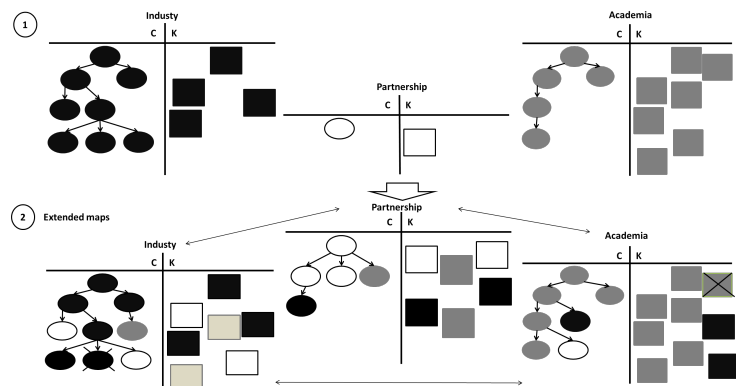 1
Industy
C K
Partnership
C K
Academia
C K
2 Extended maps
Partnership
C K
Industy
C K
Academia
C K